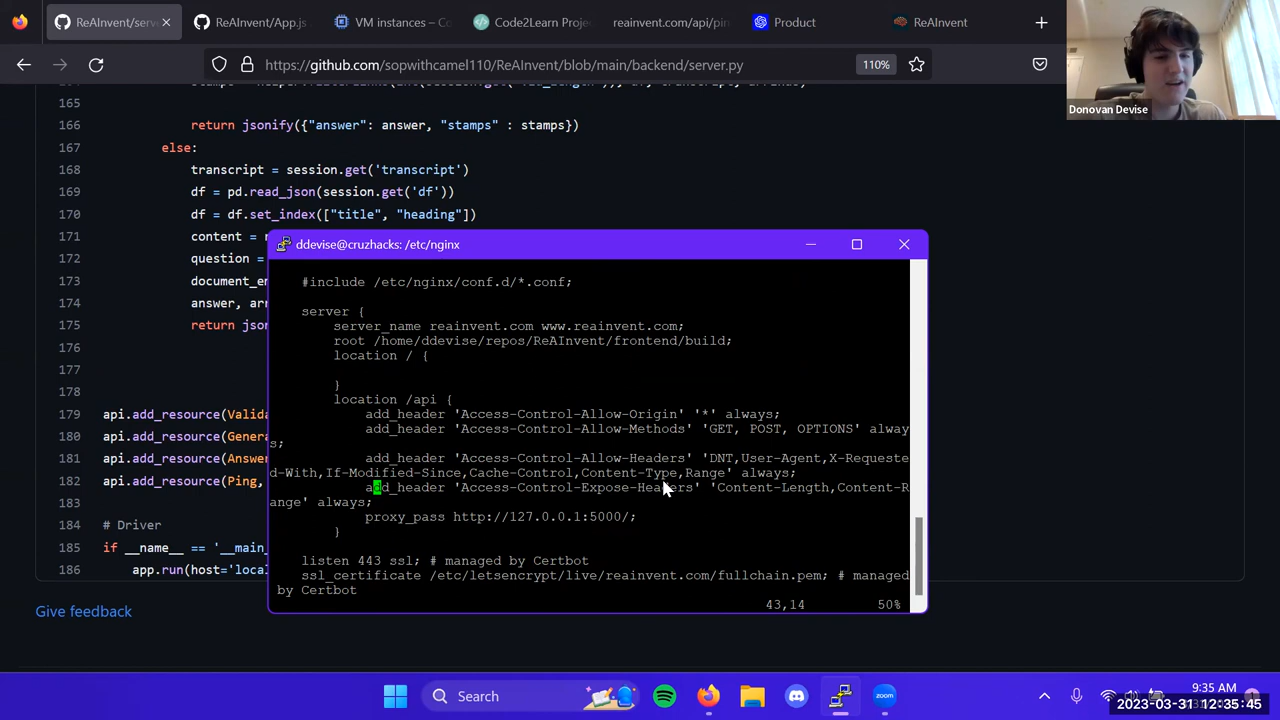 ReAInvent/serv
ReAInvent/App.js
VM instances – Co
Code2Learn Proje
reainvent.com/api/pin
Product
ReAInvent
https://github.com/sopwithcamel110/ReAInvent/blob/main/backend/server.py
110%
Donovan Devise
164
165
166 return jsonify({"answer": answer, "stamps" : stamps})
167 else:
168 transcript = session.get('transcript')
169 df = pd.read_json(session.get('df'))
170 df = df.set_index(["title", "heading"])
171 content =
172 question =
173 document_en
174 answer, arr
175 return json
176
177
178
179 api.add_resource(Valida
180 api.add_resource(Gener
181 api.add_resource(Answe
182 api.add_resource(Ping,
183
184 # Driver
185 if __name__ == '__main_
186 app.run(host='local
Give feedback
ddevise@cruzhacks: /etc/nginx
#include /etc/nginx/conf.d/*.conf;
server {
server_name reainvent.com www.reainvent.com;
root /home/ddevise/repos/ReAInvent/frontend/build;
location / {
}
location /api {
add_header 'Access-Control-Allow-Origin' '*' always;
add_header 'Access-Control-Allow-Methods' 'GET, POST, OPTIONS' alway
s;
add_header 'Access-Control-Allow-Headers' 'DNT,User-Agent,X-Requeste
d-With,If-Modified-Since,Cache-Control,Content-Type,Range' always;
add_header 'Access-Control-Expose-Headers' 'Content-Length,Content-R
ange' always;
proxy_pass http://127.0.0.1:5000/;
}
listen 443 ssl; # managed by Certbot
ssl_certificate /etc/letsencrypt/live/reainvent.com/fullchain.pem; # managed
by Certbot
43,14 50%
Search
zoom
9:35 AM
2023-03-31 12:35:45